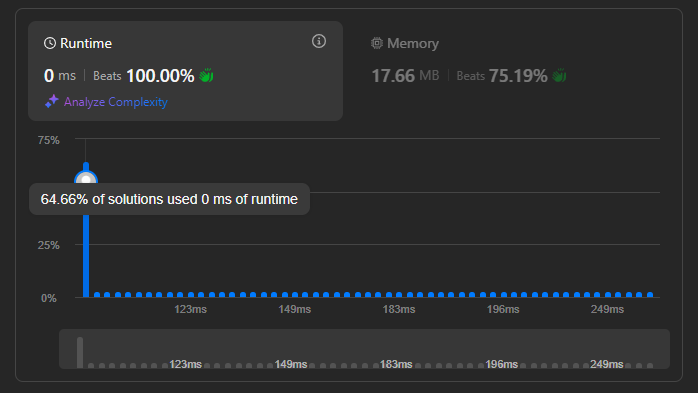 Runtime
0 ms | Beats 100.00%
Analyze Complexity
Memory
17.66 MB | Beats 75.19%
75%
64.66% of solutions used 0 ms of runtime
25%
0%
123ms 149ms 183ms 196ms 249ms
123ms 149ms 183ms 196ms 249ms